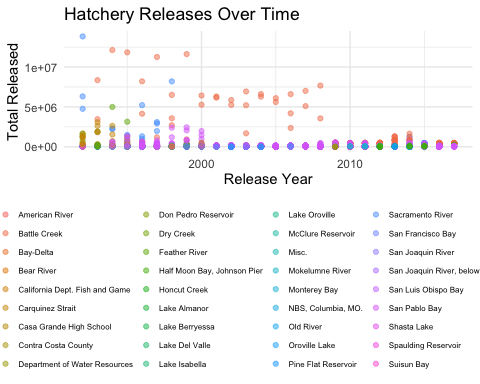 Hatchery Releases Over Time
Total Released
1e+07
5e+06
0e+00
2000
2010
Release Year
American River
Battle Creek
Bay-Delta
Bear River
California Dept. Fish and Game
Carquinez Strait
Casa Grande High School
Contra Costa County
Department of Water Resources
Don Pedro Reservoir
Dry Creek
Feather River
Half Moon Bay, Johnson Pier
Honcut Creek
Lake Almanor
Lake Berryessa
Lake Del Valle
Lake Isabella
Lake Oroville
McClure Reservoir
Misc.
Mokelumne River
Monterey Bay
NBS, Columbia, MO.
Old River
Oroville Lake
Pine Flat Reservoir
Sacramento River
San Francisco Bay
San Joaquin River
San Joaquin River, below
San Luis Obispo Bay
San Pablo Bay
Shasta Lake
Spaulding Reservoir
Suisun Bay